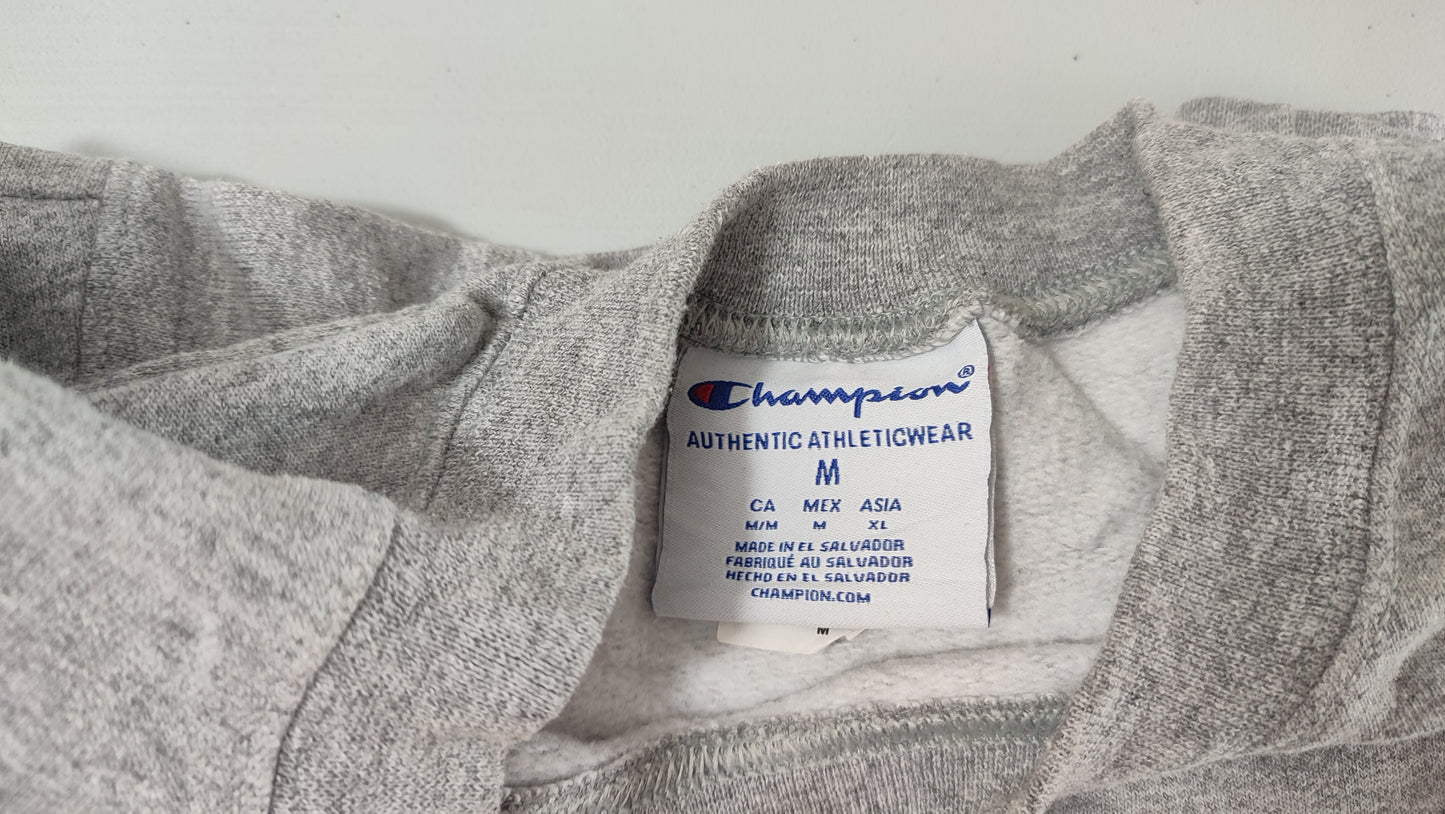 Champion®
AUTHENTIC ATHLETICWEAR
M
CA MEX ASIA
M/M M XL
MADE IN EL SALVADOR
FABRIQUÉ AU SALVADOR
HECHO EN EL SALVADOR
CHAMPION.COM
M